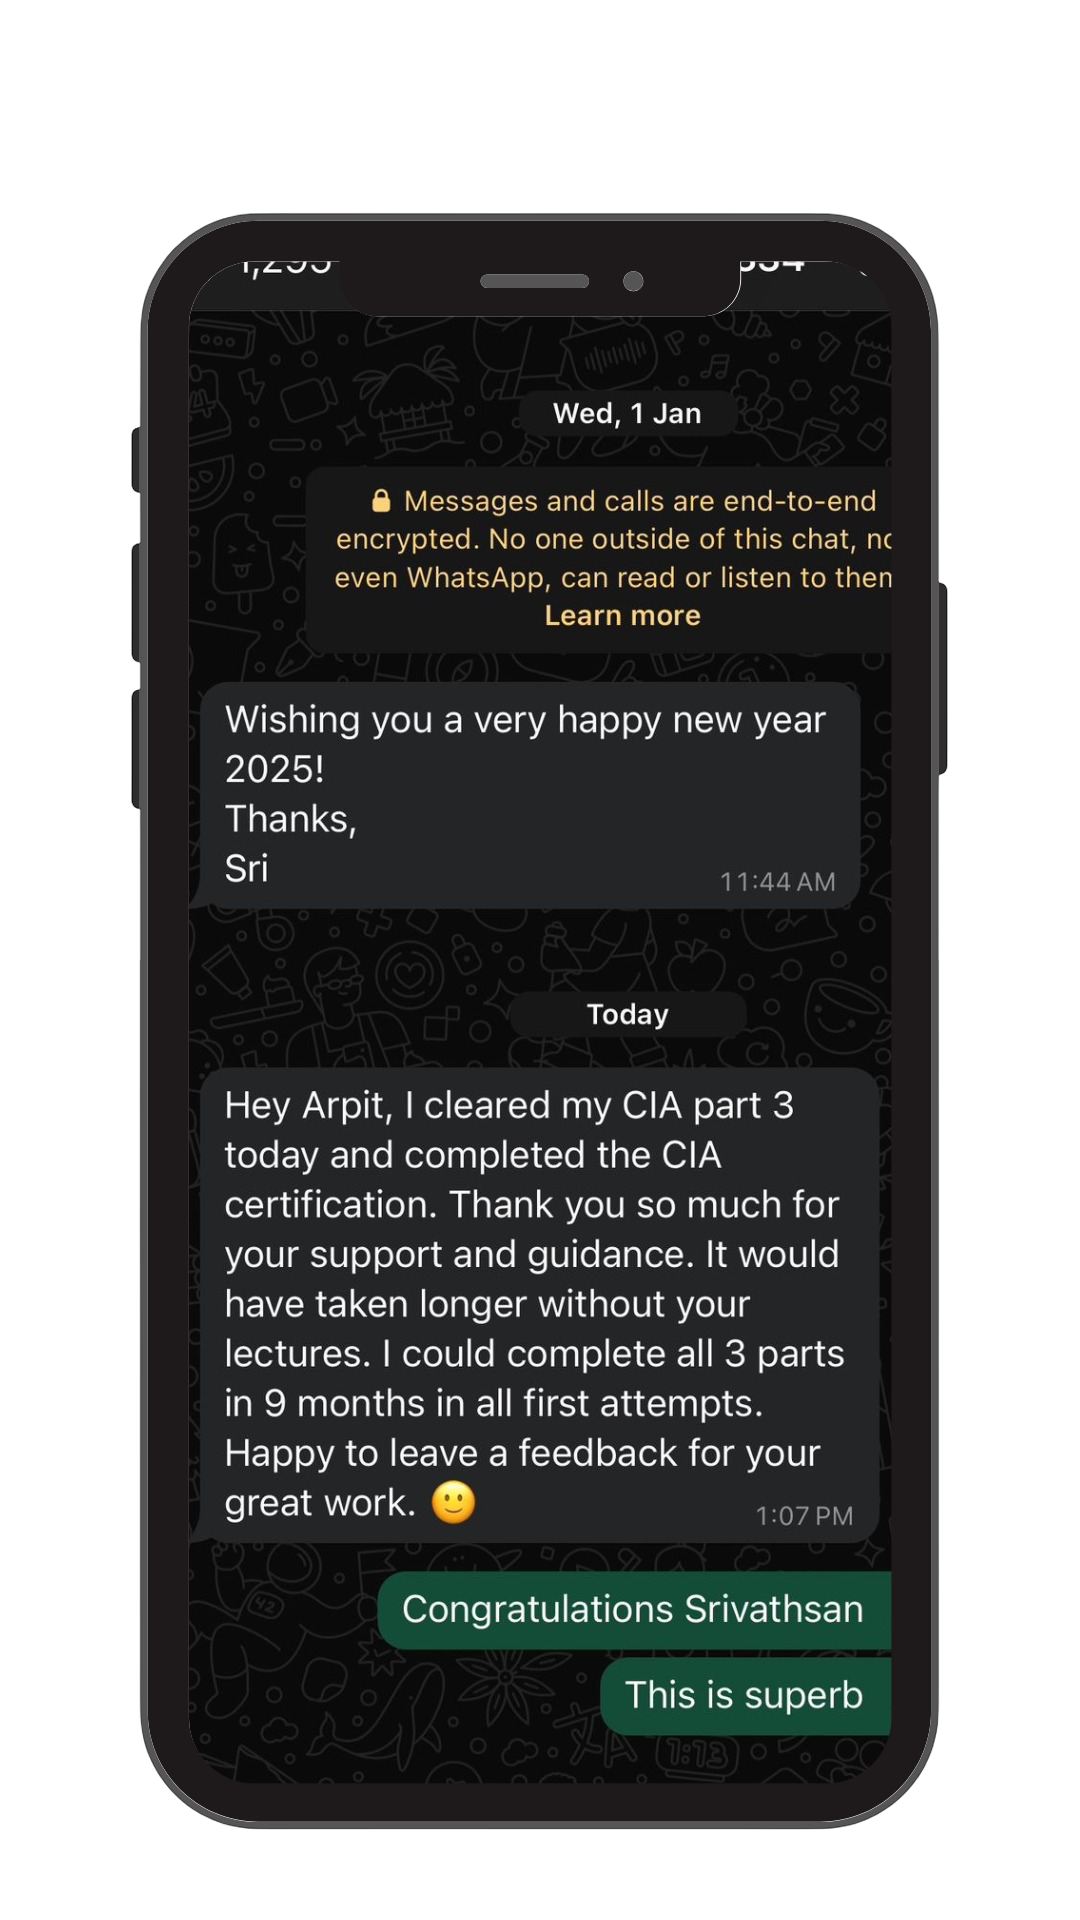 Wed, 1 Jan
🔒 Messages and calls are end-to-end
encrypted. No one outside of this chat,
even WhatsApp, can read or listen to
Learn more
Wishing you a very happy new year
2025!
Thanks,
Sri
11:44 AM
Today
Hey Arpit, I cleared my CIA part 3
today and completed the CIA
certification. Thank you so much for
your support and guidance. It would
have taken longer without your
lectures. I could complete all 3 parts
in 9 months in all first attempts.
Happy to leave a feedback for your
great work. 🙂
1:07 PM
Congratulations Srivathsan
This is superb